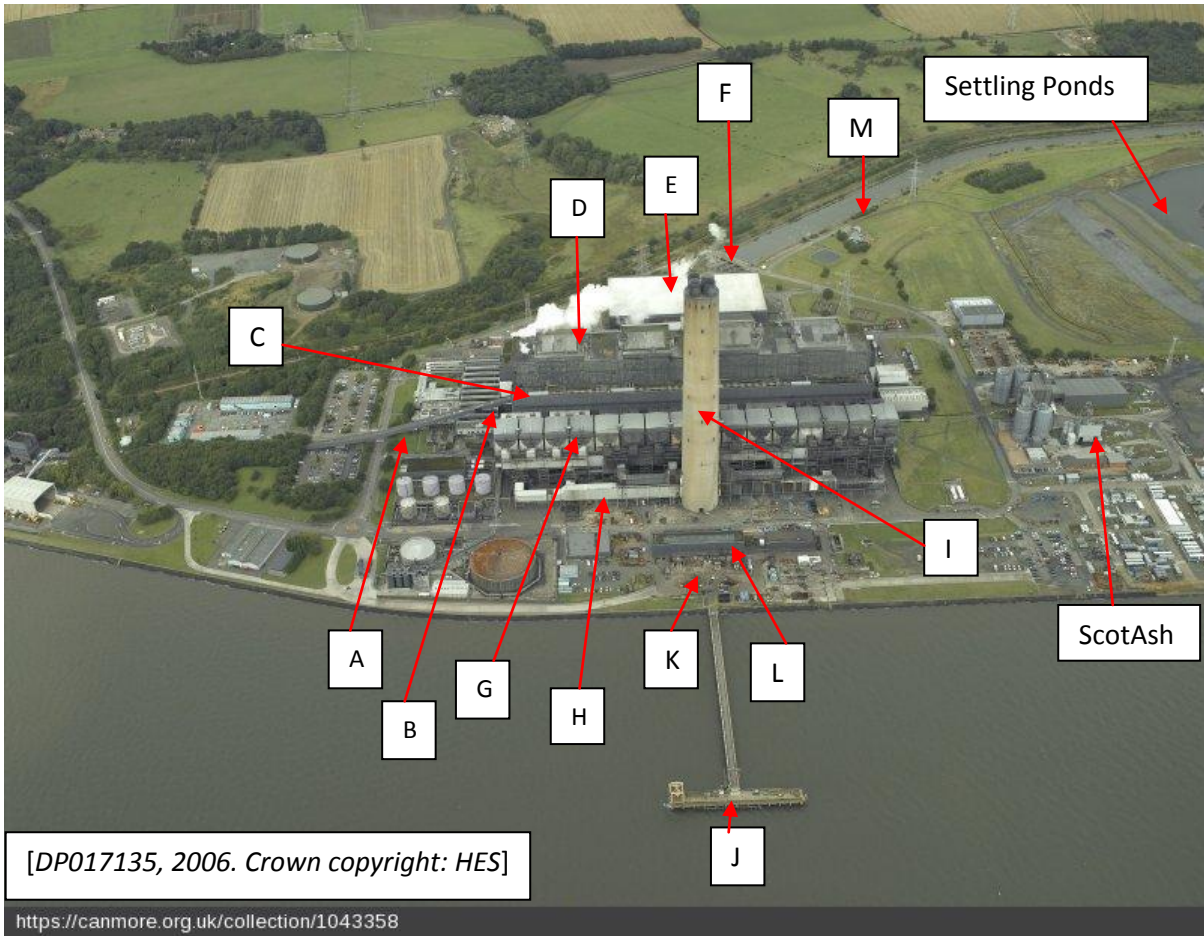 Settling Ponds
F
M
E
D
C
I
A
G
K
L
ScotAsh
B
H
J
[DP017135, 2006. Crown copyright: HES]
https://canmore.org.uk/collection/1043358